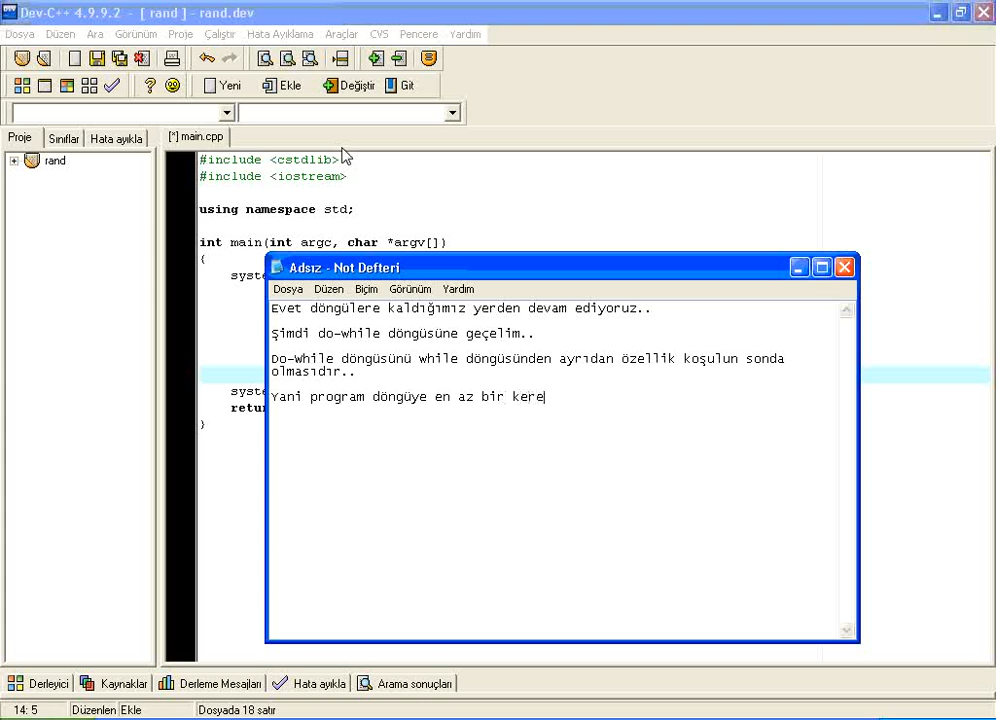 Dev-C++ 4.9.9.2 - [ rand ] - rand.dev
Dosya Düzen Ara Görünüm Proje Çalıştır Hata Ayıklama Araçlar CVS Pencere Yardım
Yeni Ekle Değiştir Git
Proje Sınıflar Hata ayıkla [*] main.cpp
rand
#include <cstdlib>
#include <iostream>
using namespace std;
int main(int argc, char *argv[])
{
syste
Adsız - Not Defteri
Dosya Düzen Biçim Görünüm Yardım
Evet döngülere kaldığımız yerden devam ediyoruz..
Şimdi do-while döngüsüne geçelim..
Do-While döngüsünü while döngüsünden ayrıdan özellik koşulun sonda
olmasıdır..
Yani program döngüye en az bir kere
syste
retur
}
Derleyici Kaynaklar Derleme Mesajları Hata ayıkla Arama sonuçları
14: 5 Düzenlen Ekle Dosyada 18 satır